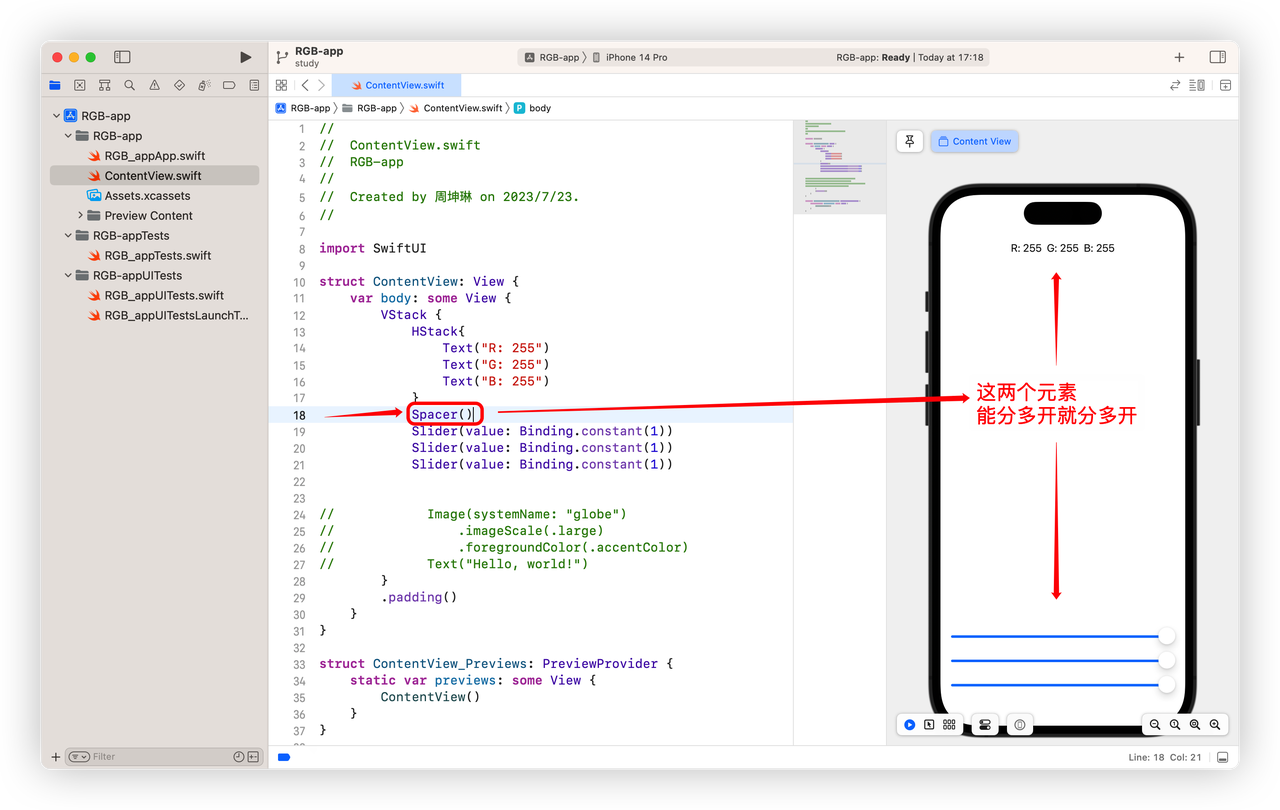 RGB-app
study
RGB-app
iPhone 14 Pro
RGB-app: Ready | Today at 17:18
ContentView.swift
RGB-app
RGB-app
ContentView.swift
body
RGB-app
RGB-app
RGB_appApp.swift
ContentView.swift
Assets.xcassets
Preview Content
RGB-appTests
RGB_appTests.swift
RGB-appUITests
RGB_appUITests.swift
RGB_appUITestsLaunchT...
1 //
2 //  ContentView.swift
3 //  RGB-app
4 //
5 //  Created by 周坤琳 on 2023/7/23.
6 //
7
8 import SwiftUI
9
10 struct ContentView: View {
11     var body: some View {
12         VStack {
13             HStack{
14                 Text("R: 255")
15                 Text("G: 255")
16                 Text("B: 255")
17             }
18             Spacer()
19             Slider(value: Binding.constant(1))
20             Slider(value: Binding.constant(1))
21             Slider(value: Binding.constant(1))
22
23
24 //            Image(systemName: "globe")
25 //                .imageScale(.large)
26 //                .foregroundColor(.accentColor)
27 //            Text("Hello, world!")
28         }
29         .padding()
30     }
31 }
32
33 struct ContentView_Previews: PreviewProvider {
34     static var previews: some View {
35         ContentView()
36     }
37 }
Content View
R: 255 G: 255 B: 255
这两个元素
能分多开就分多开
Filter
Line: 18 Col: 21